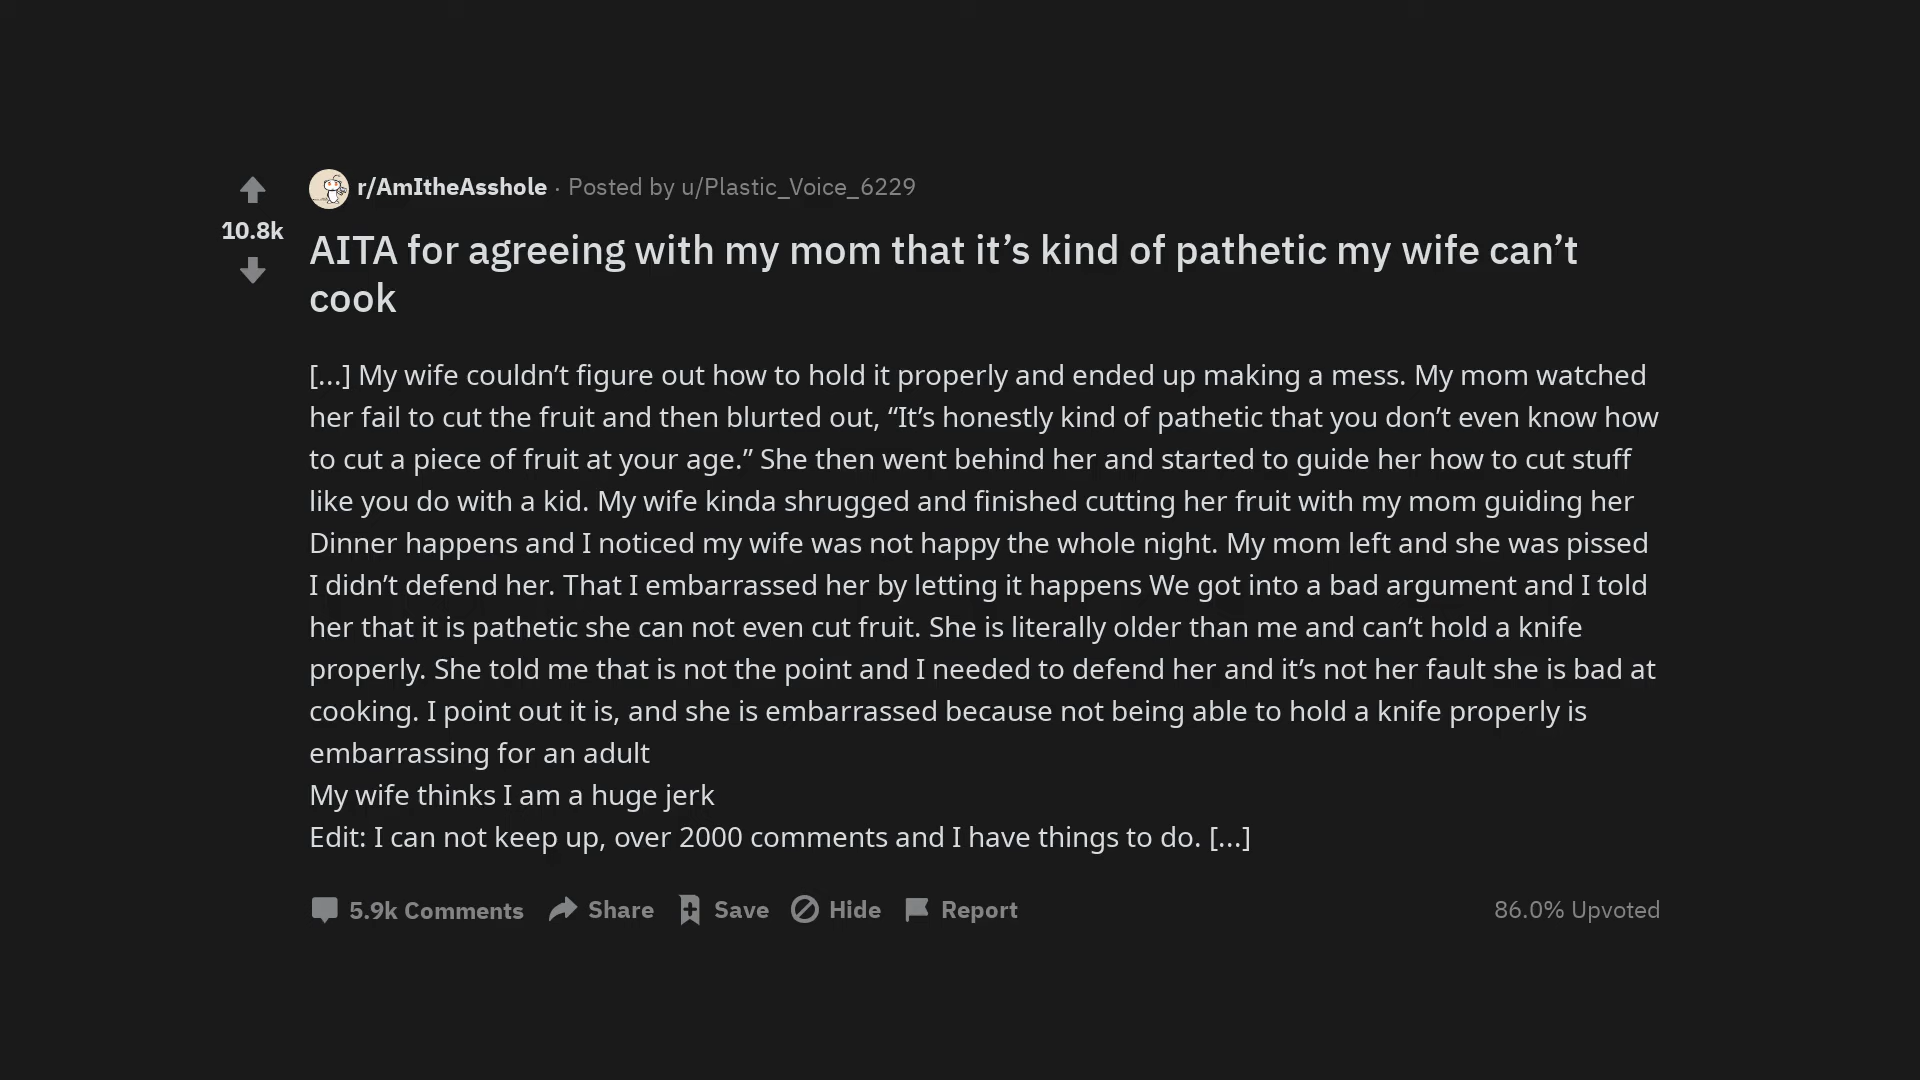 r/AmItheAsshole · Posted by u/Plastic_Voice_6229
10.8k
AITA for agreeing with my mom that it’s kind of pathetic my wife can’t
cook
[...] My wife couldn’t figure out how to hold it properly and ended up making a mess. My mom watched
her fail to cut the fruit and then blurted out, “It’s honestly kind of pathetic that you don’t even know how
to cut a piece of fruit at your age.” She then went behind her and started to guide her how to cut stuff
like you do with a kid. My wife kinda shrugged and finished cutting her fruit with my mom guiding her
Dinner happens and I noticed my wife was not happy the whole night. My mom left and she was pissed
I didn’t defend her. That I embarrassed her by letting it happens We got into a bad argument and I told
her that it is pathetic she can not even cut fruit. She is literally older than me and can’t hold a knife
properly. She told me that is not the point and I needed to defend her and it’s not her fault she is bad at
cooking. I point out it is, and she is embarrassed because not being able to hold a knife properly is
embarrassing for an adult
My wife thinks I am a huge jerk
Edit: I can not keep up, over 2000 comments and I have things to do. [...]
5.9k Comments Share Save Hide Report 86.0% Upvoted